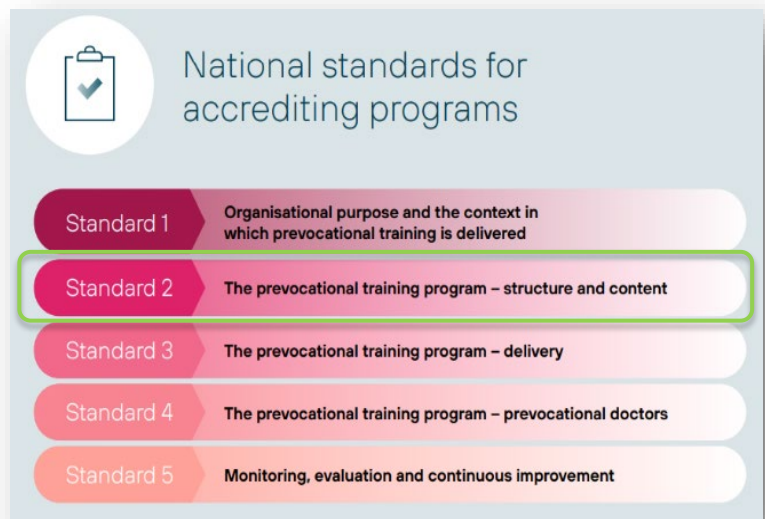 National standards for
accrediting programs
Standard 1
Organisational purpose and the context in
which prevocational training is delivered
Standard 2
The prevocational training program – structure and content
Standard 3
The prevocational training program – delivery
Standard 4
The prevocational training program – prevocational doctors
Standard 5
Monitoring, evaluation and continuous improvement